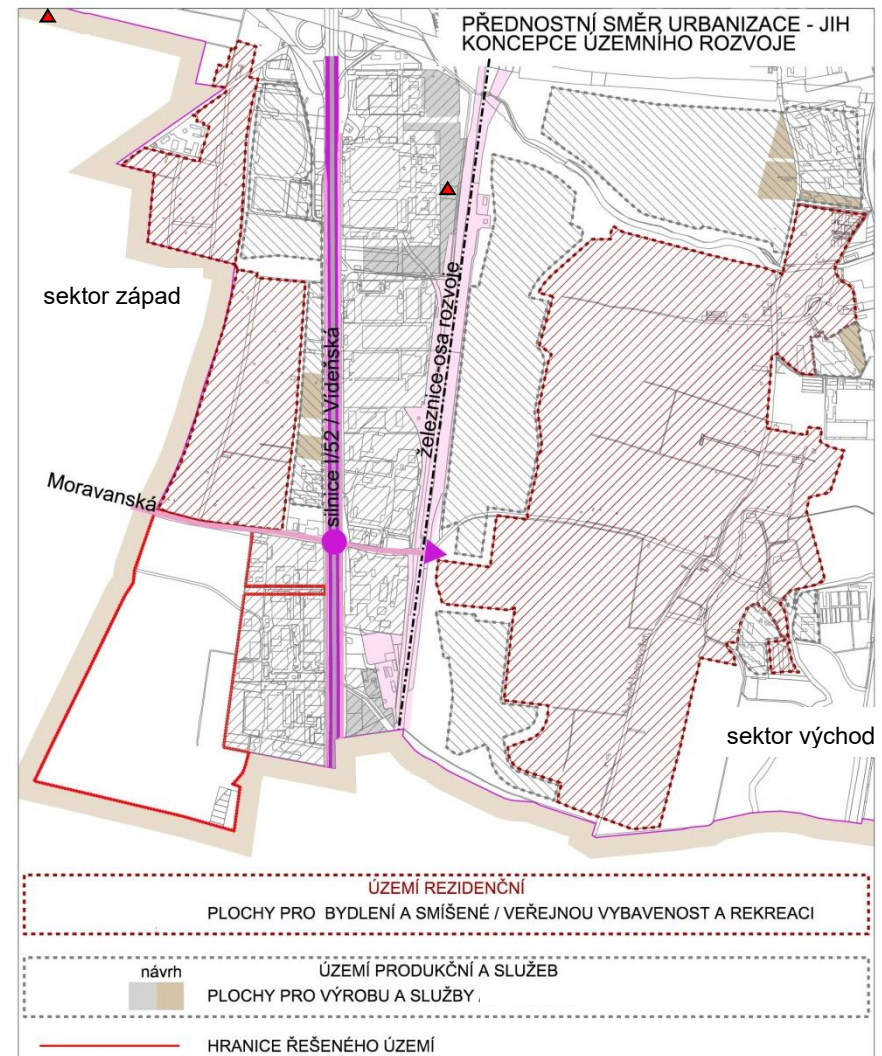 PŘEDNOSTNÍ SMĚR URBANIZACE - JIH
KONCEPCE ÚZEMNÍHO ROZVOJE
sektor západ
silnice I/52 / Vídeňská
železnice-osa rozvoje
Moravanská
sektor východ
ÚZEMÍ REZIDENČNÍ
PLOCHY PRO BYDLENÍ A SMÍŠENÉ / VEŘEJNOU VYBAVENOST A REKREACI
návrh
ÚZEMÍ PRODUKČNÍ A SLUŽEB
PLOCHY PRO VÝROBU A SLUŽBY
HRANICE ŘEŠENÉHO ÚZEMÍ